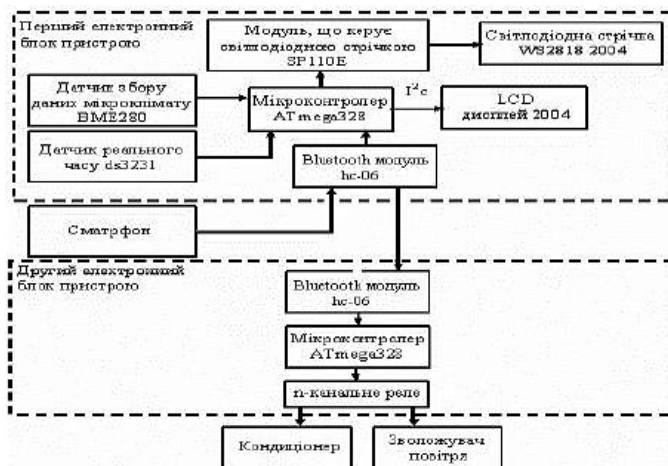 Перший електронний
блок пристрою
Модуль, що керує
світлодіодною стрічкою
SP110E
Світлодіодна стрічка
WS2818 2004
Датчик збору
даних мікроклімату
BME280
Мікроконтролер
ATmega328
I²c
LCD
дисплей 2004
Датчик реального
часу ds3231
Bluetooth модуль
hc-06
Сматрфон
Другий електронний
блок пристрою
Bluetooth модуль
hc-06
Мікроконтролер
ATmega328
n-канальне реле
Кондиціонер
Зволожувач
повітря